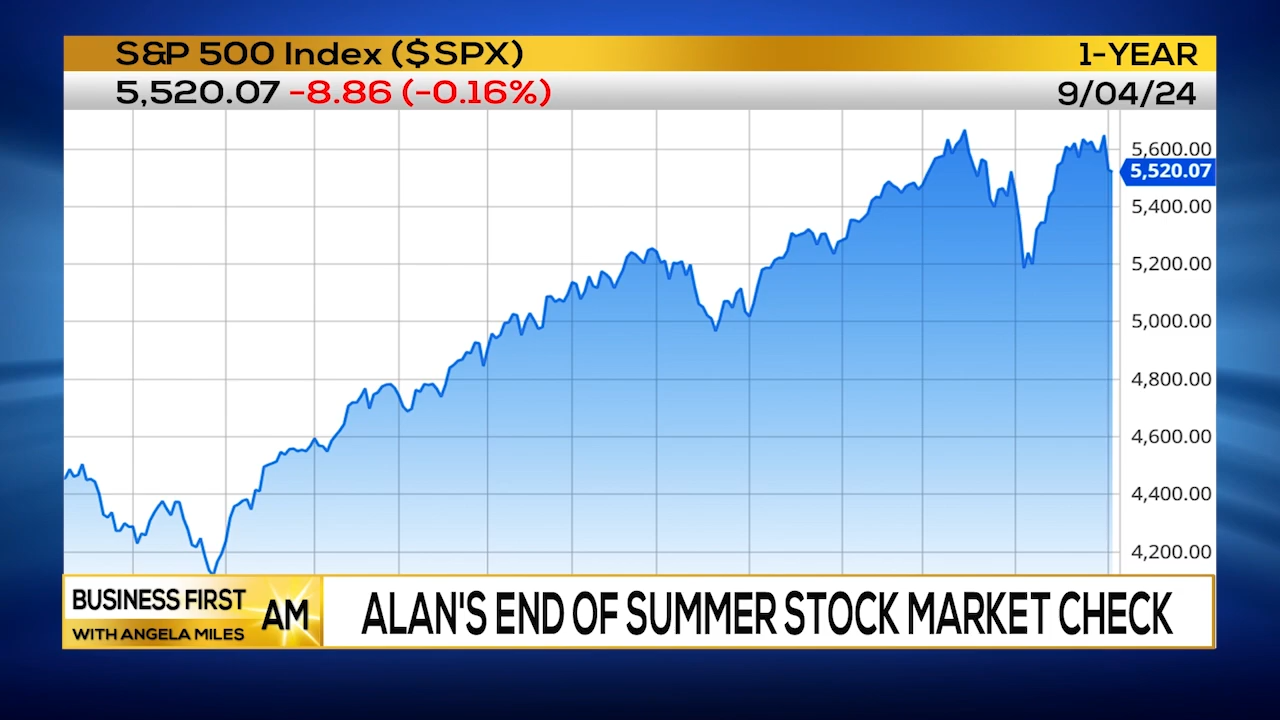 S&P 500 Index ($SPX)
1-YEAR
5,520.07 -8.86 (-0.16%)
9/04/24
5,600.00
5,520.07
5,400.00
5,200.00
5,000.00
4,800.00
4,600.00
4,400.00
4,200.00
BUSINESS FIRST
AM
WITH ANGELA MILES
ALAN'S END OF SUMMER STOCK MARKET CHECK